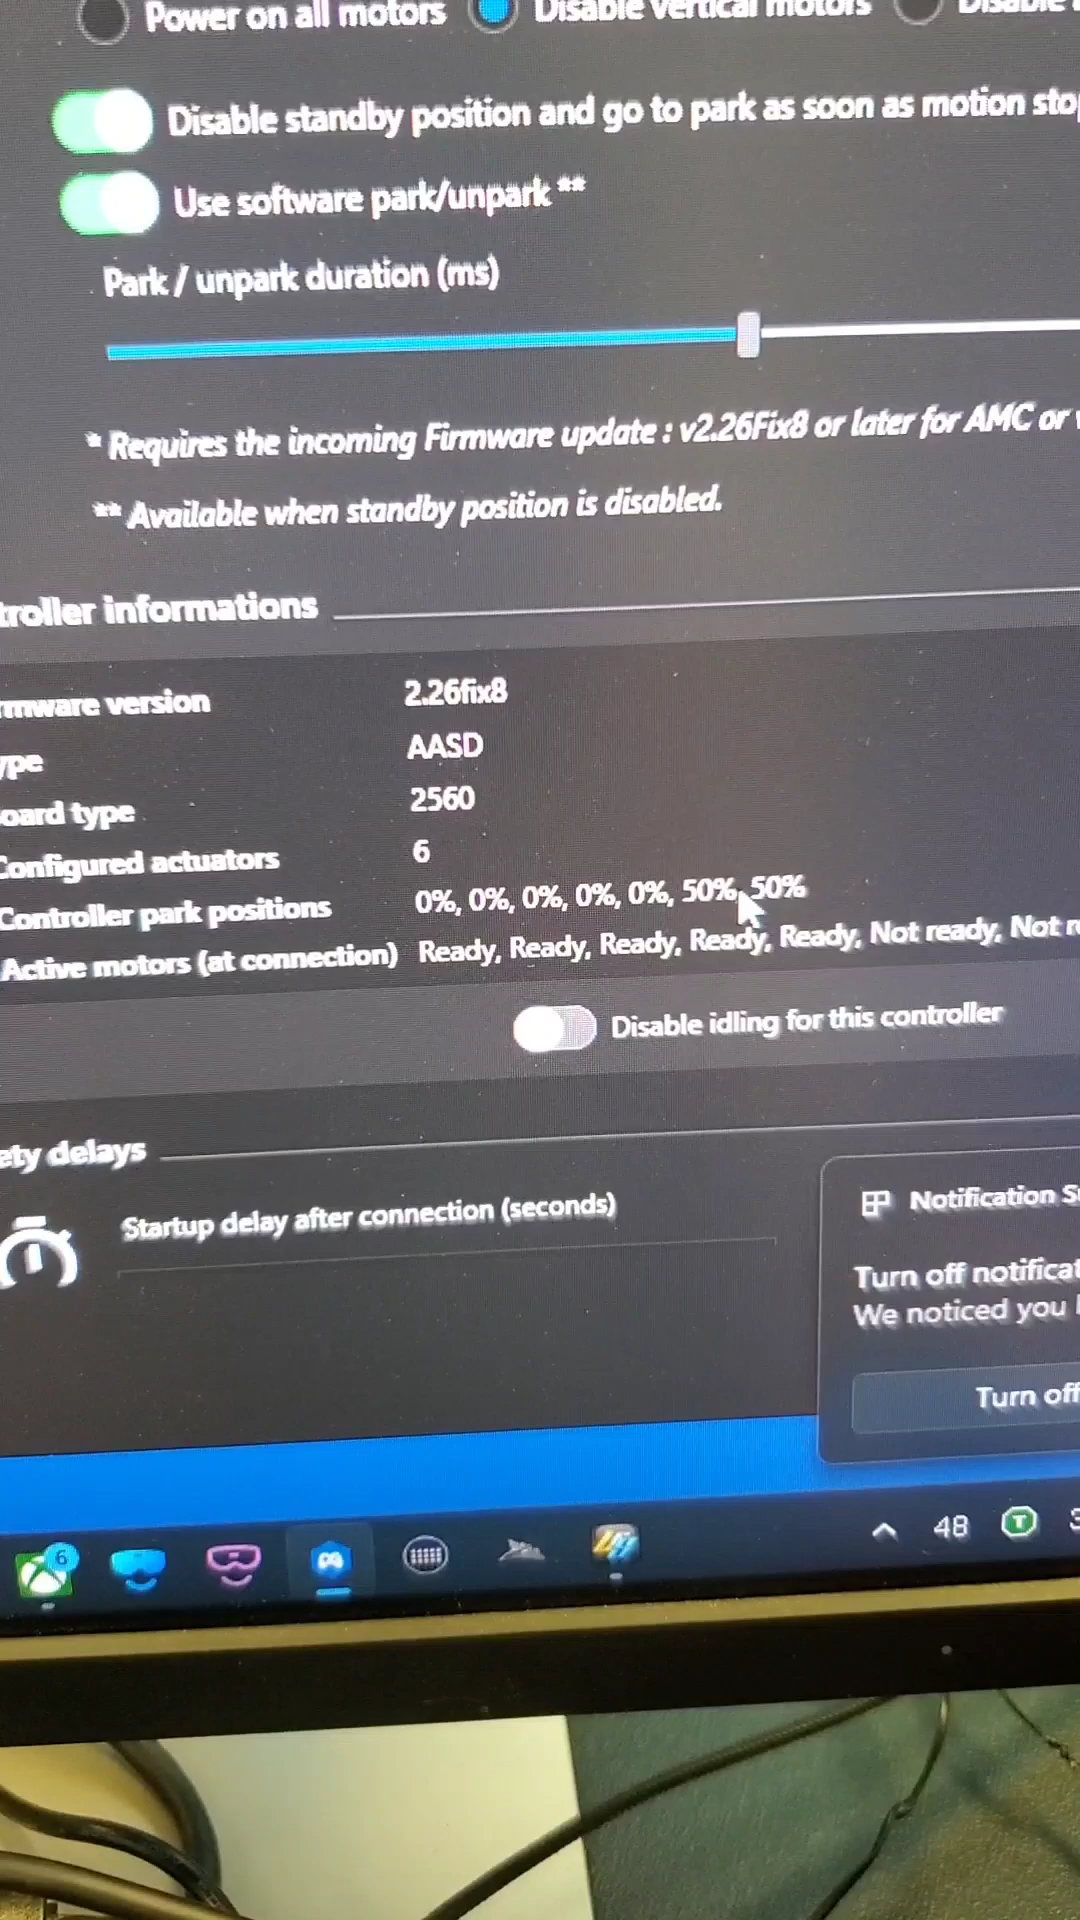 Power on all motors Disable vertical motors Disable
Disable standby position and go to park as soon as motion stop
Use software park/unpark **
Park / unpark duration (ms)
* Requires the incoming Firmware update : v2.26Fix8 or later for AMC or
** Available when standby position is disabled.
troller informations
rmware version 2.26fix8
ype AASD
oard type 2560
Configured actuators 6
Controller park positions 0%, 0%, 0%, 0%, 0%, 50%, 50%
Active motors (at connection) Ready, Ready, Ready, Ready, Ready, Not ready, Not r
Disable idling for this controller
ety delays
Startup delay after connection (seconds)
Notification S
Turn off notificat
We noticed you
Turn off
6
48
T